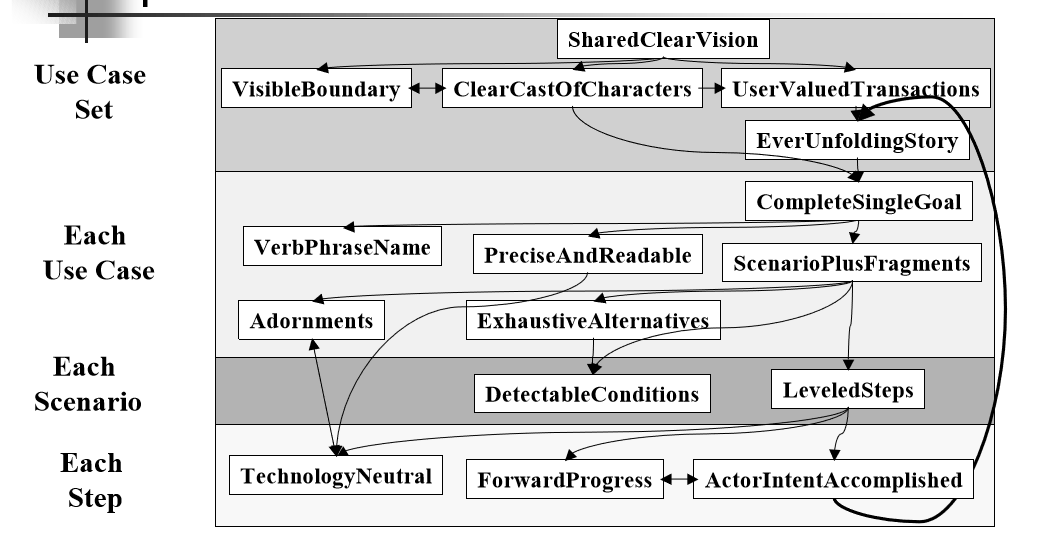 SharedClearVision
Use Case
Set
VisibleBoundary
ClearCastOfCharacters
UserValuedTransactions
EverUnfoldingStory
Each
Use Case
CompleteSingleGoal
VerbPhraseName
PreciseAndReadable
ScenarioPlusFragments
Adornments
ExhaustiveAlternatives
Each
Scenario
DetectableConditions
LeveledSteps
Each
Step
TechnologyNeutral
ForwardProgress
ActorIntentAccomplished